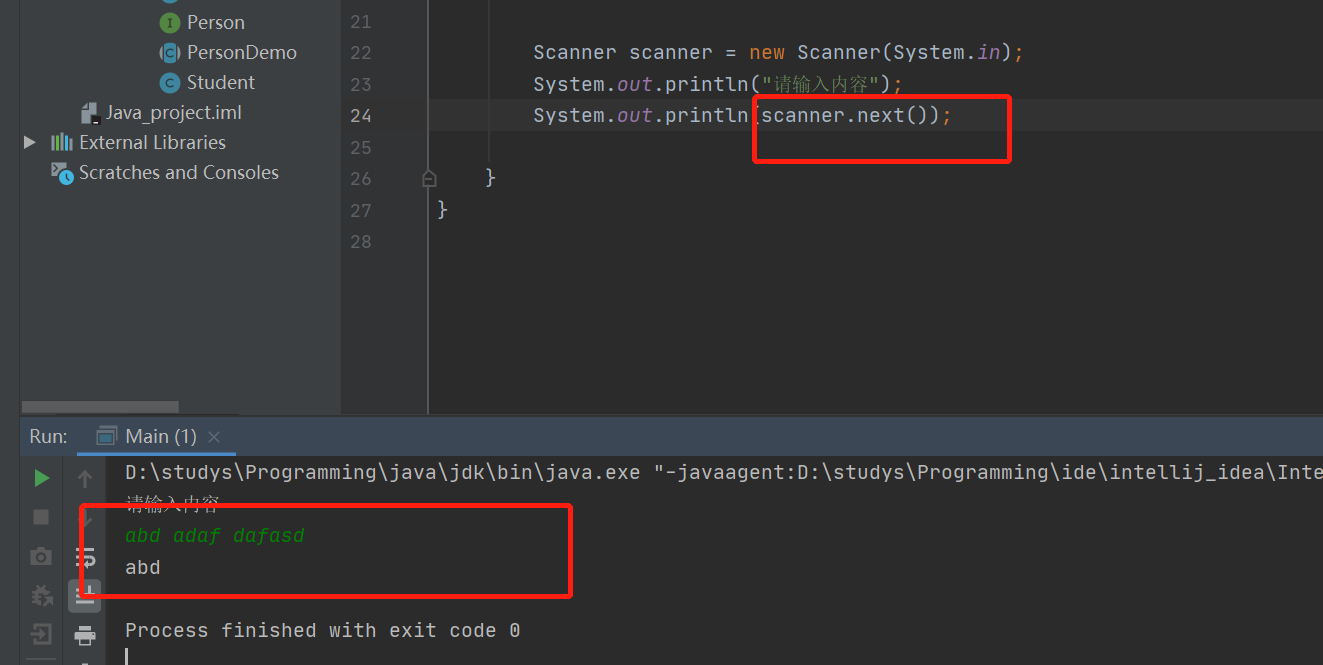 Person
PersonDemo
Student
Java_project.iml
External Libraries
Scratches and Consoles
21
22 Scanner scanner = new Scanner(System.in);
23 System.out.println("请输入内容");
24 System.out.println(scanner.next());
25
26 }
27 }
28
Run: Main (1)
D:\studys\Programming\java\jdk\bin\java.exe "-javaagent:D:\studys\Programming\ide\intellij_idea\Inte
请输入内容
abd adaf dafasd
abd
Process finished with exit code 0